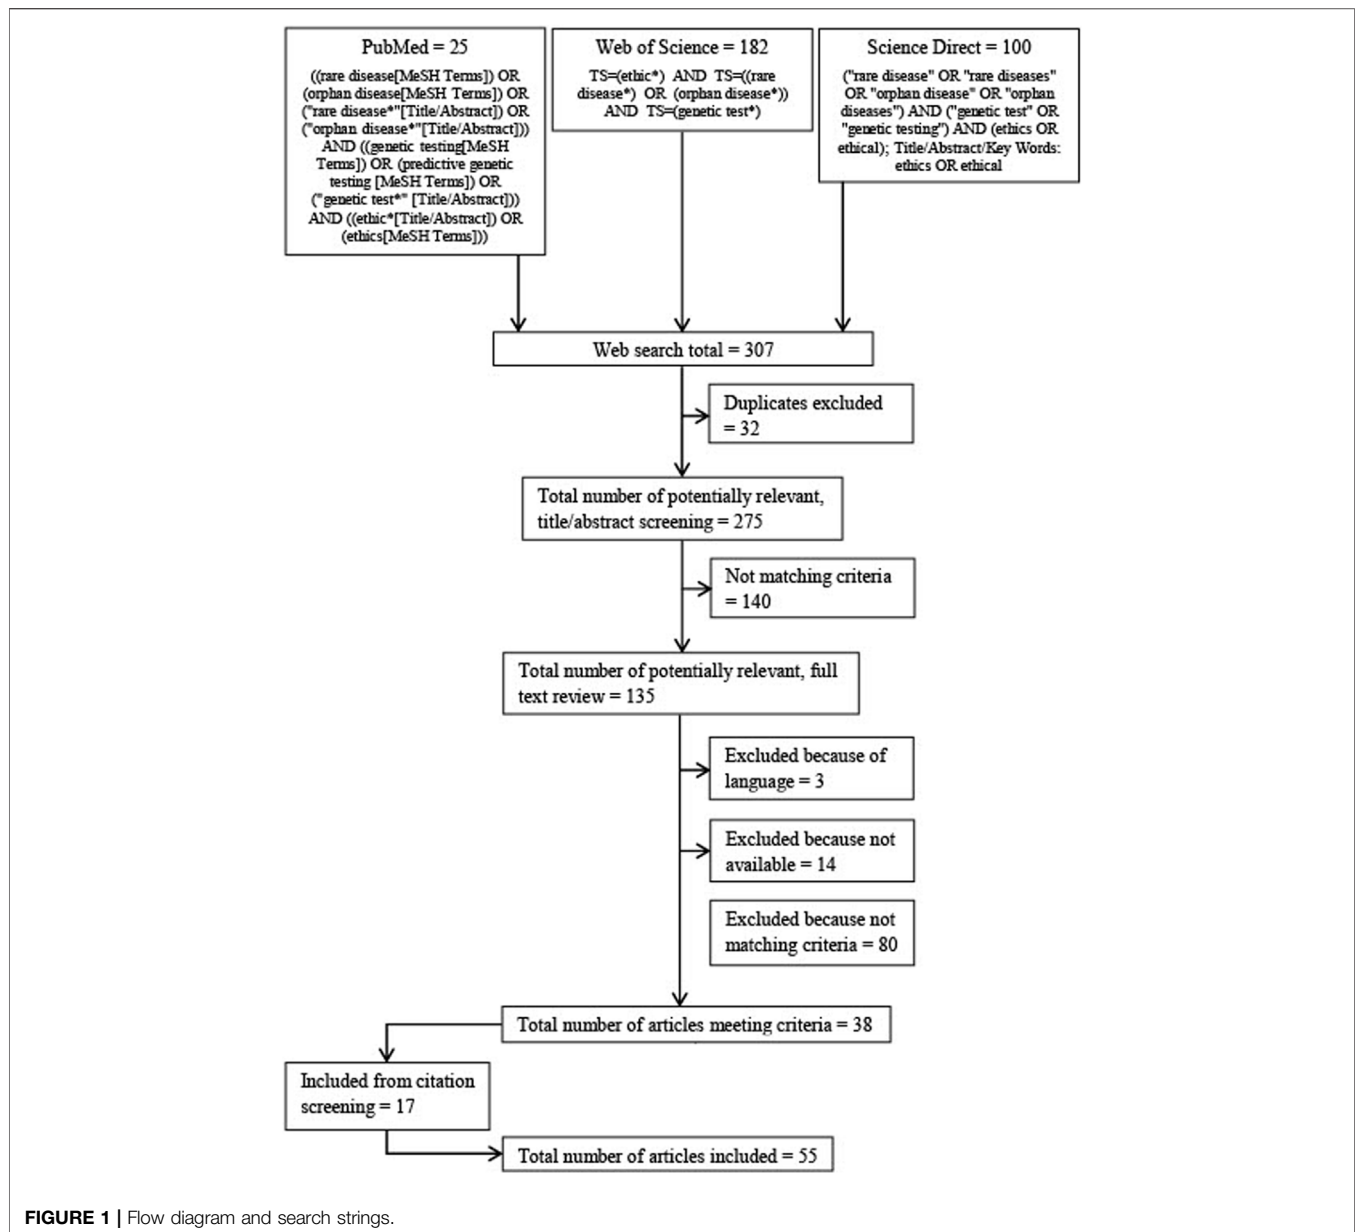 PubMed = 25
((rare disease[MeSH Terms]) OR
(orphan disease[MeSH Terms]) OR
("rare disease*"[Title/Abstract]) OR
("orphan disease*"[Title/Abstract]))
AND ((genetic testing[MeSH
Terms]) OR (predictive genetic
testing [MeSH Terms]) OR
("genetic test*" [Title/Abstract]))
AND ((ethic*[Title/Abstract]) OR
(ethics[MeSH Terms]))
Web of Science = 182
TS=(ethic*) AND TS=((rare
disease*) OR (orphan disease*))
AND TS=(genetic test*)
Science Direct = 100
("rare disease" OR "rare diseases"
OR "orphan disease" OR "orphan
diseases") AND ("genetic test" OR
"genetic testing") AND (ethics OR
ethical); Title/Abstract/Key Words:
ethics OR ethical
Web search total = 307
Duplicates excluded
= 32
Total number of potentially relevant,
title/abstract screening = 275
Not matching criteria
= 140
Total number of potentially relevant, full
text review = 135
Excluded because of
language = 3
Excluded because not
available = 14
Excluded because not
matching criteria = 80
Total number of articles meeting criteria = 38
Included from citation
screening = 17
Total number of articles included = 55
FIGURE 1 | Flow diagram and search strings.